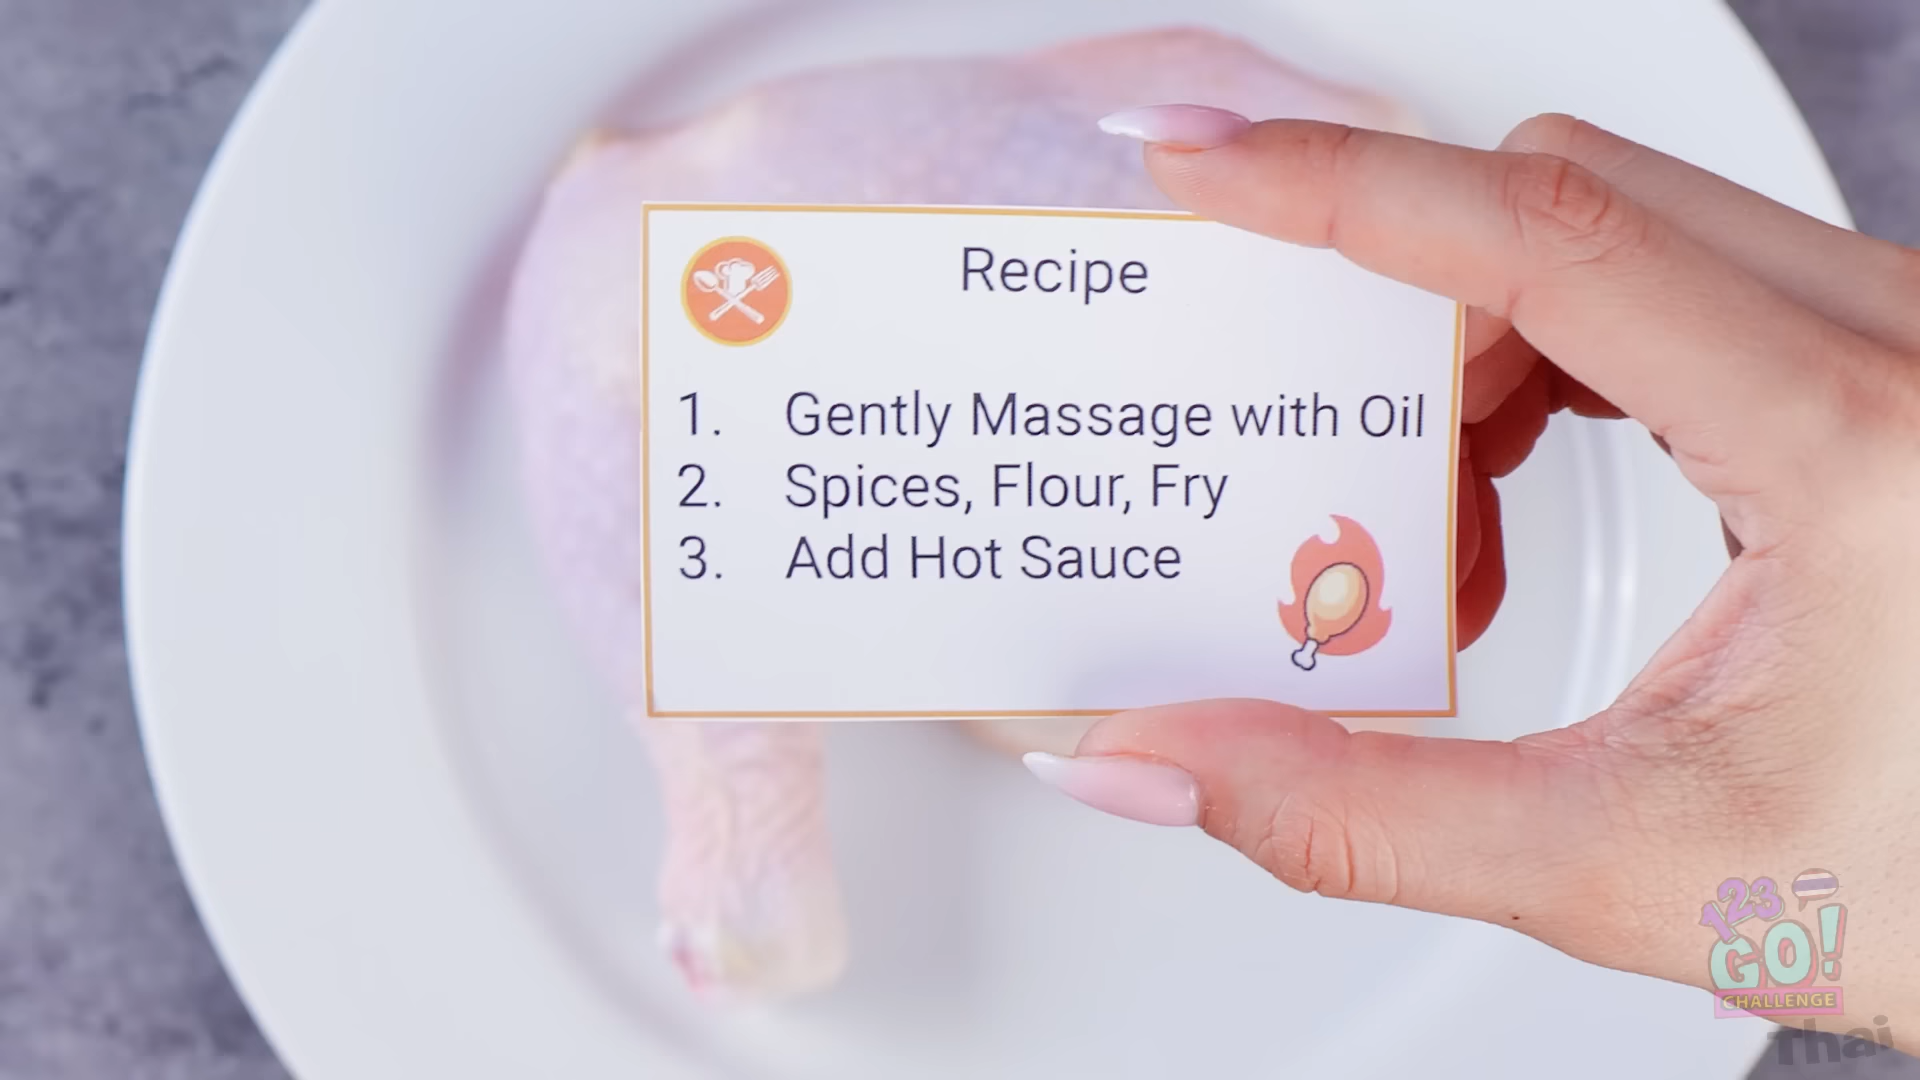 Recipe
1. Gently Massage with Oil
2. Spices, Flour, Fry
3. Add Hot Sauce
123
GO!
CHALLENGE
Thai